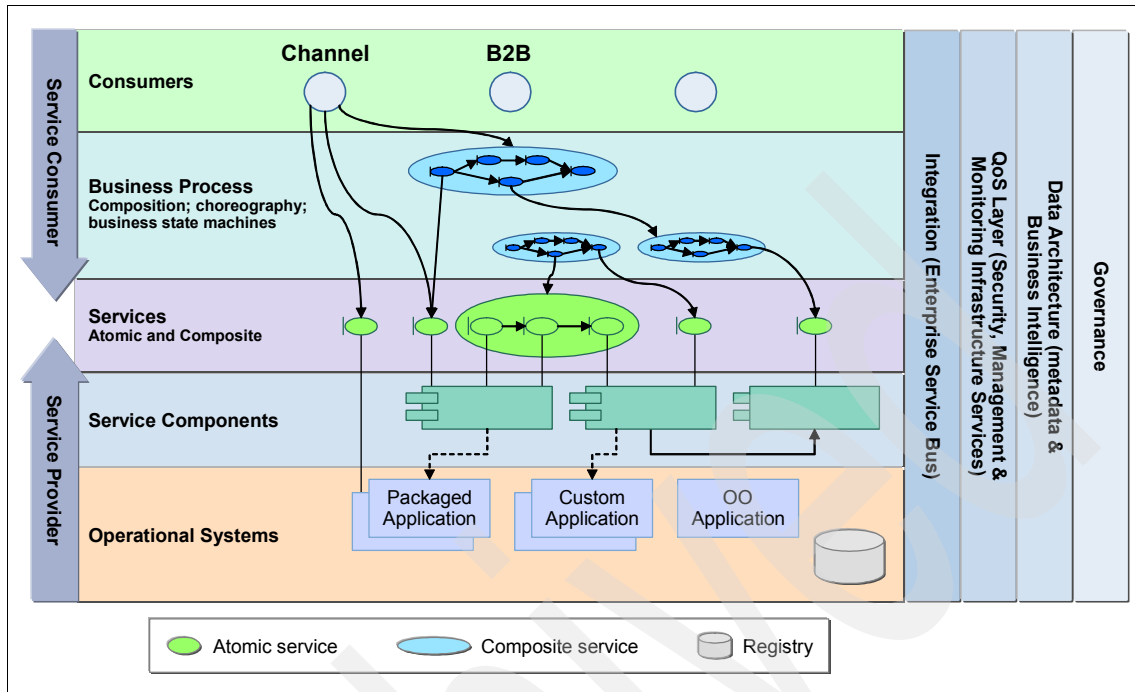 Channel
B2B
Consumers
Service Consumer
Business Process
Composition; choreography;
business state machines
Services
Atomic and Composite
Service Provider
Service Components
Operational Systems
Packaged
Application
Custom
Application
OO
Application
Integration (Enterprise Service Bus)
QoS Layer (Security, Management &
Monitoring Infrastructure Services)
Data Architecture (metadata &
Business Intelligence)
Governance
Atomic service
Composite service
Registry